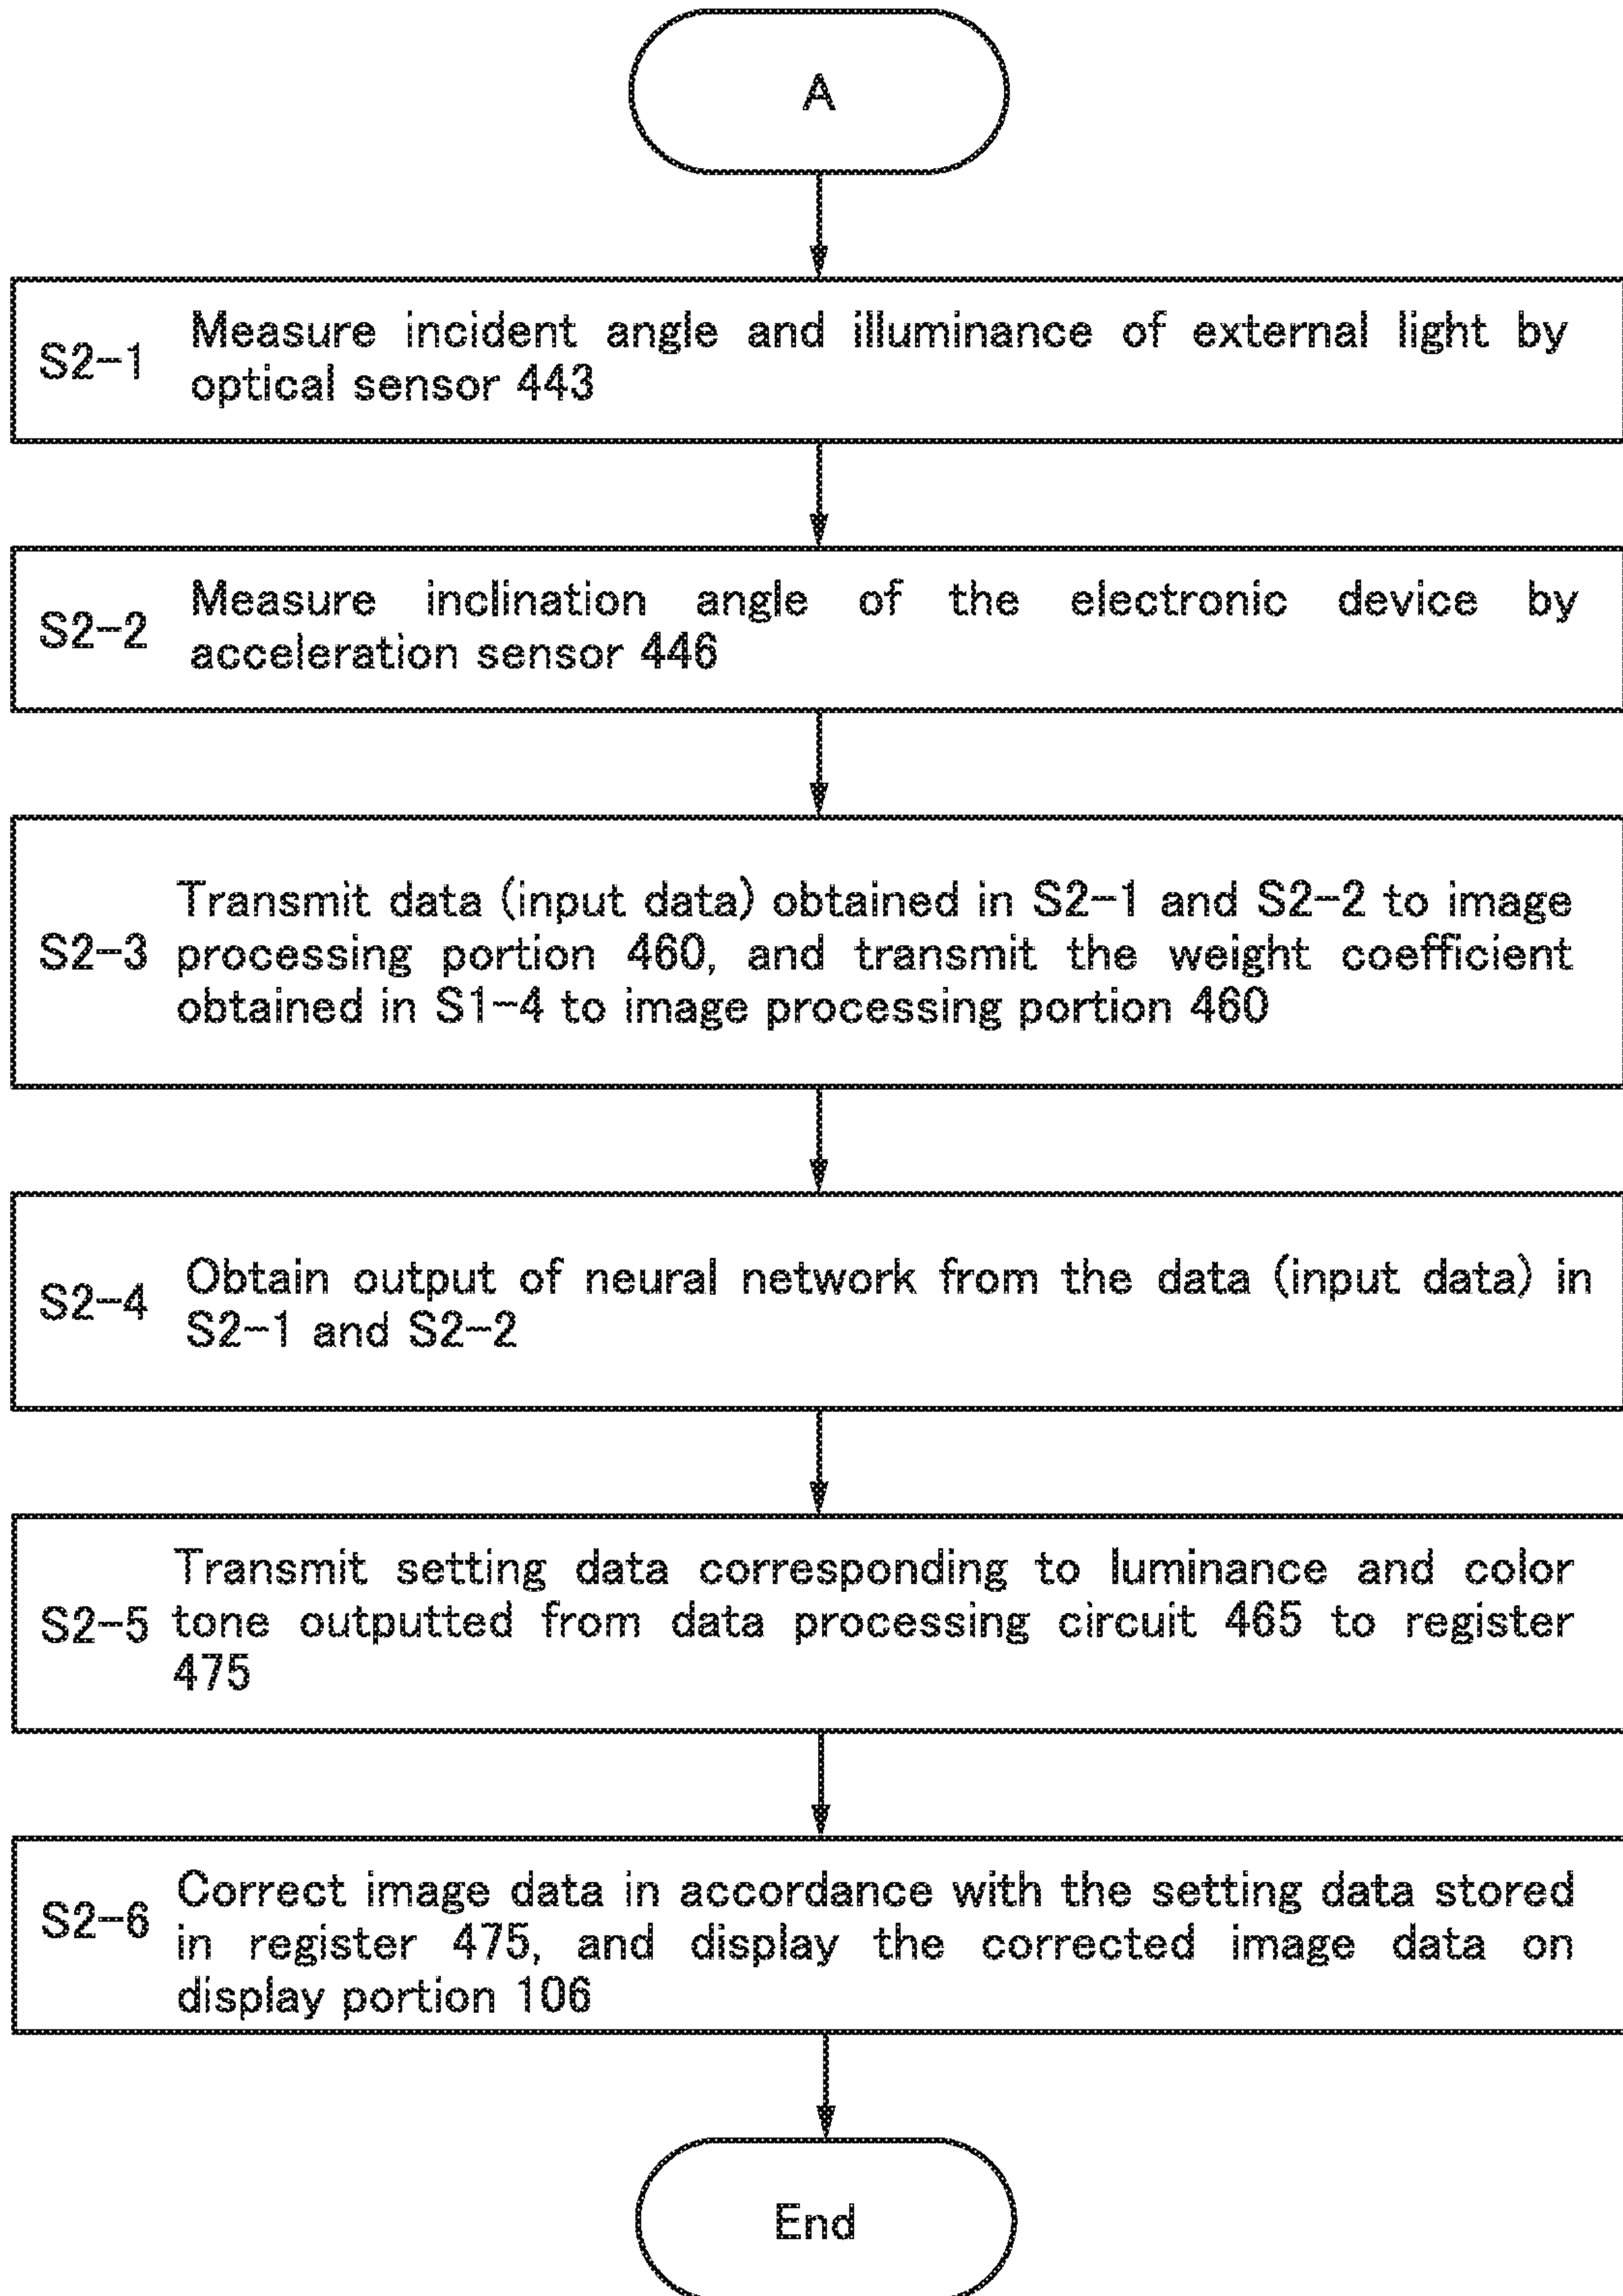 A
S2-1
Measure incident angle and illuminance of external light by
optical sensor 443
S2-2
Measure inclination angle of the electronic device by
acceleration sensor 446
S2-3
Transmit data (input data) obtained in S2-1 and S2-2 to image
processing portion 460, and transmit the weight coefficient
obtained in S1-4 to image processing portion 460
S2-4
Obtain output of neural network from the data (input data) in
S2-1 and S2-2
S2-5
Transmit setting data corresponding to luminance and color
tone outputted from data processing circuit 465 to register
475
S2-6
Correct image data in accordance with the setting data stored
in register 475, and display the corrected image data on
display portion 106
End